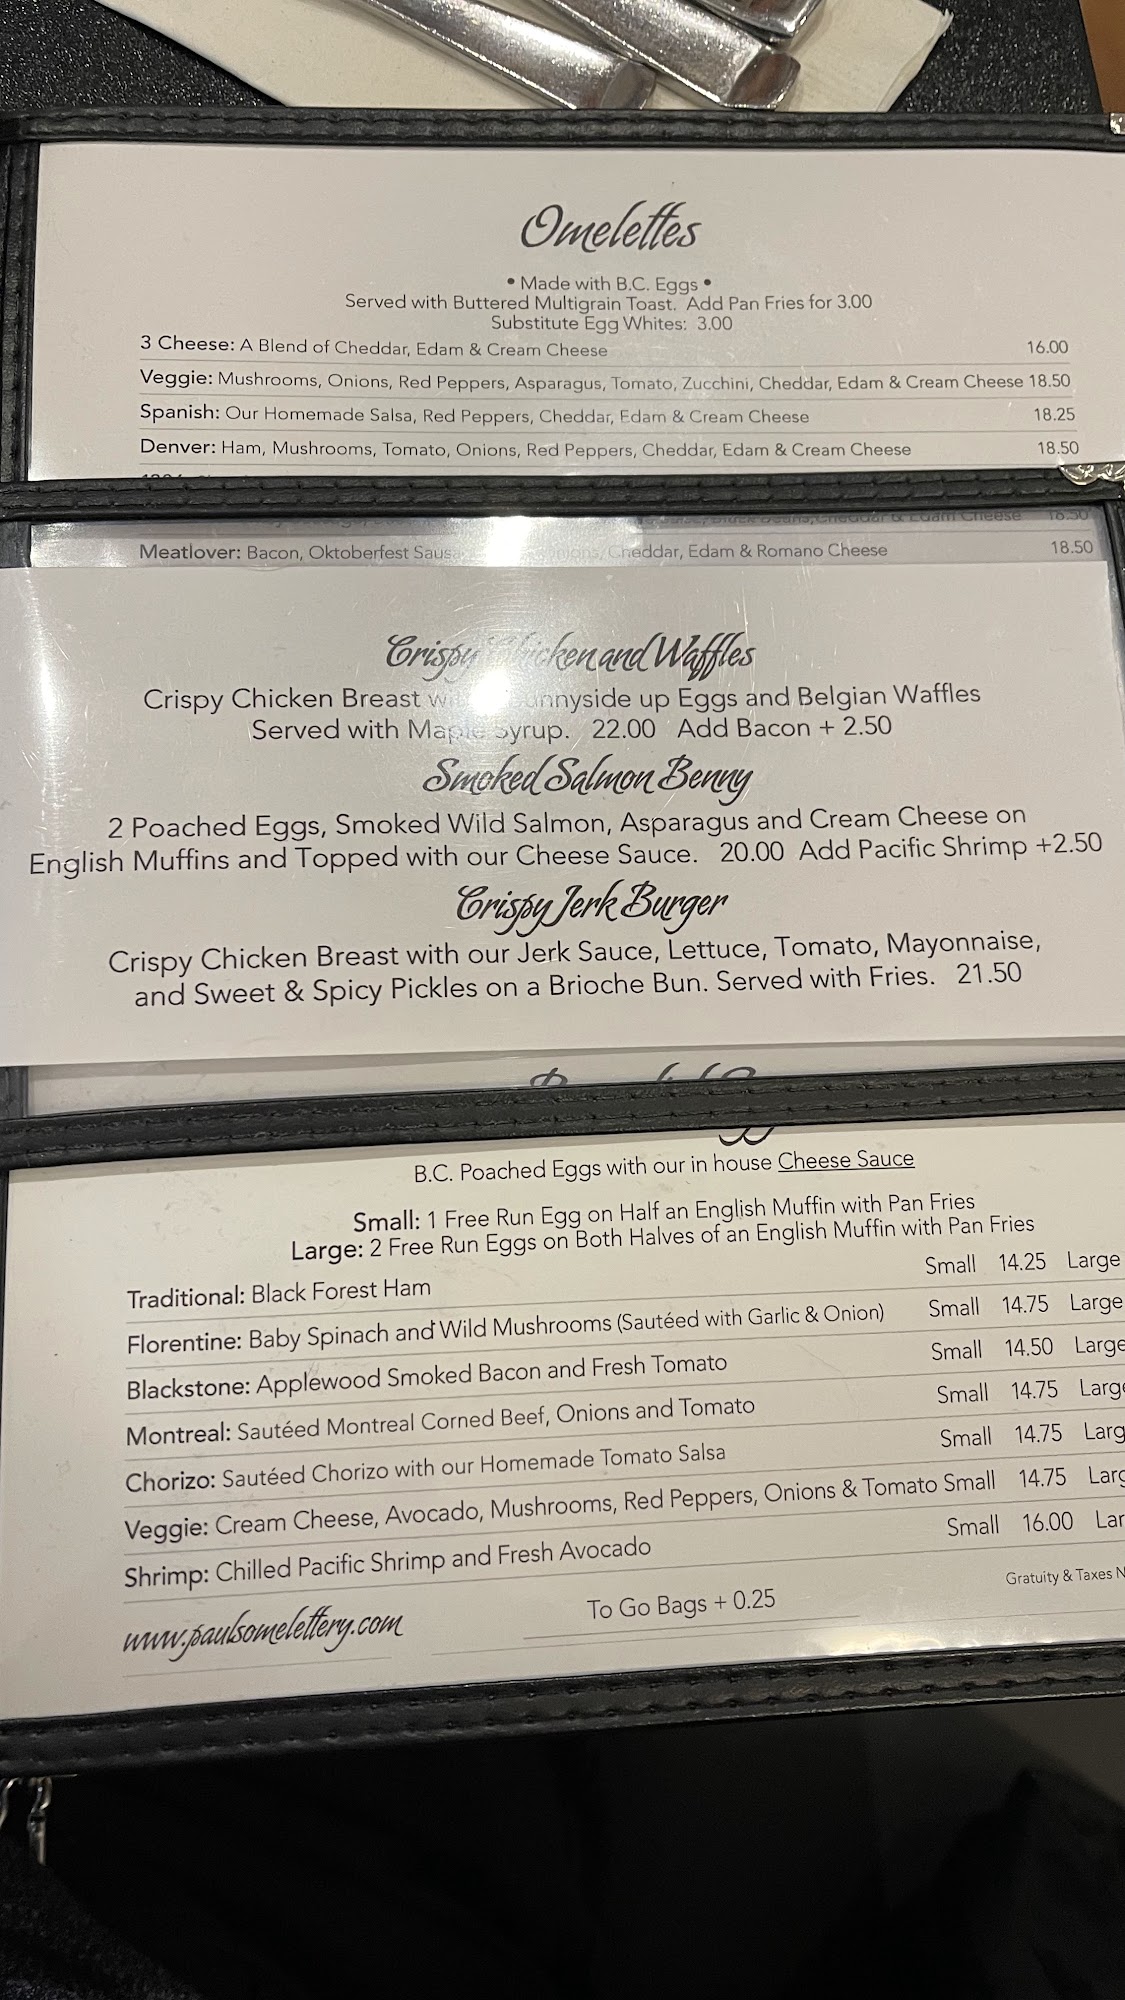 Omelettes
• Made with B.C. Eggs •
Served with Buttered Multigrain Toast. Add Pan Fries for 3.00
Substitute Egg Whites: 3.00
3 Cheese: A Blend of Cheddar, Edam & Cream Cheese 16.00
Veggie: Mushrooms, Onions, Red Peppers, Asparagus, Tomato, Zucchini, Cheddar, Edam & Cream Cheese 18.50
Spanish: Our Homemade Salsa, Red Peppers, Cheddar, Edam & Cream Cheese 18.25
Denver: Ham, Mushrooms, Tomato, Onions, Red Peppers, Cheddar, Edam & Cream Cheese 18.50
Cheddar & Edam Cheese 18.50
Meatlover: Bacon, Oktoberfest Cheddar, Edam & Romano Cheese 18.50
Crispy Chicken and Waffles
Crispy Chicken Breast Sunnyside up Eggs and Belgian Waffles
Served with Maple Syrup. 22.00 Add Bacon + 2.50
Smoked Salmon Benny
2 Poached Eggs, Smoked Wild Salmon, Asparagus and Cream Cheese on
English Muffins and Topped with our Cheese Sauce. 20.00 Add Pacific Shrimp +2.50
Crispy Jerk Burger
Crispy Chicken Breast with our Jerk Sauce, Lettuce, Tomato, Mayonnaise,
and Sweet & Spicy Pickles on a Brioche Bun. Served with Fries. 21.50
B.C. Poached Eggs with our in house Cheese Sauce
Small: 1 Free Run Egg on Half an English Muffin with Pan Fries
Large: 2 Free Run Eggs on Both Halves of an English Muffin with Pan Fries
Traditional: Black Forest Ham Small 14.25 Large
Florentine: Baby Spinach and Wild Mushrooms (Sautéed with Garlic & Onion) Small 14.75 Large
Blackstone: Applewood Smoked Bacon and Fresh Tomato Small 14.50 Large
Montreal: Sautéed Montreal Corned Beef, Onions and Tomato Small 14.75 Large
Chorizo: Sautéed Chorizo with our Homemade Tomato Salsa Small 14.75 Larg
Veggie: Cream Cheese, Avocado, Mushrooms, Red Peppers, Onions & Tomato Small 14.75 Larg
Shrimp: Chilled Pacific Shrimp and Fresh Avocado Small 16.00 Lar
Gratuity & Taxes N
www.paulsomelettery.com To Go Bags + 0.25